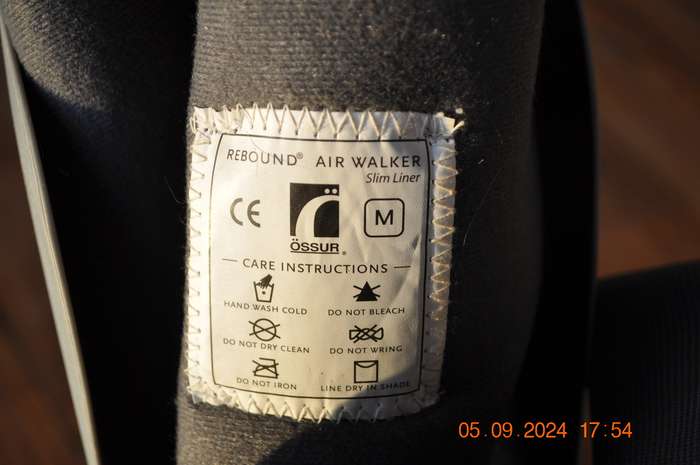 REBOUND® AIR WALKER
Slim Liner
CE
M
ÖSSUR®
CARE INSTRUCTIONS
HAND WASH COLD
DO NOT BLEACH
DO NOT DRY CLEAN
DO NOT WRING
DO NOT IRON
LINE DRY IN SHADE
05.09.2024 17:54